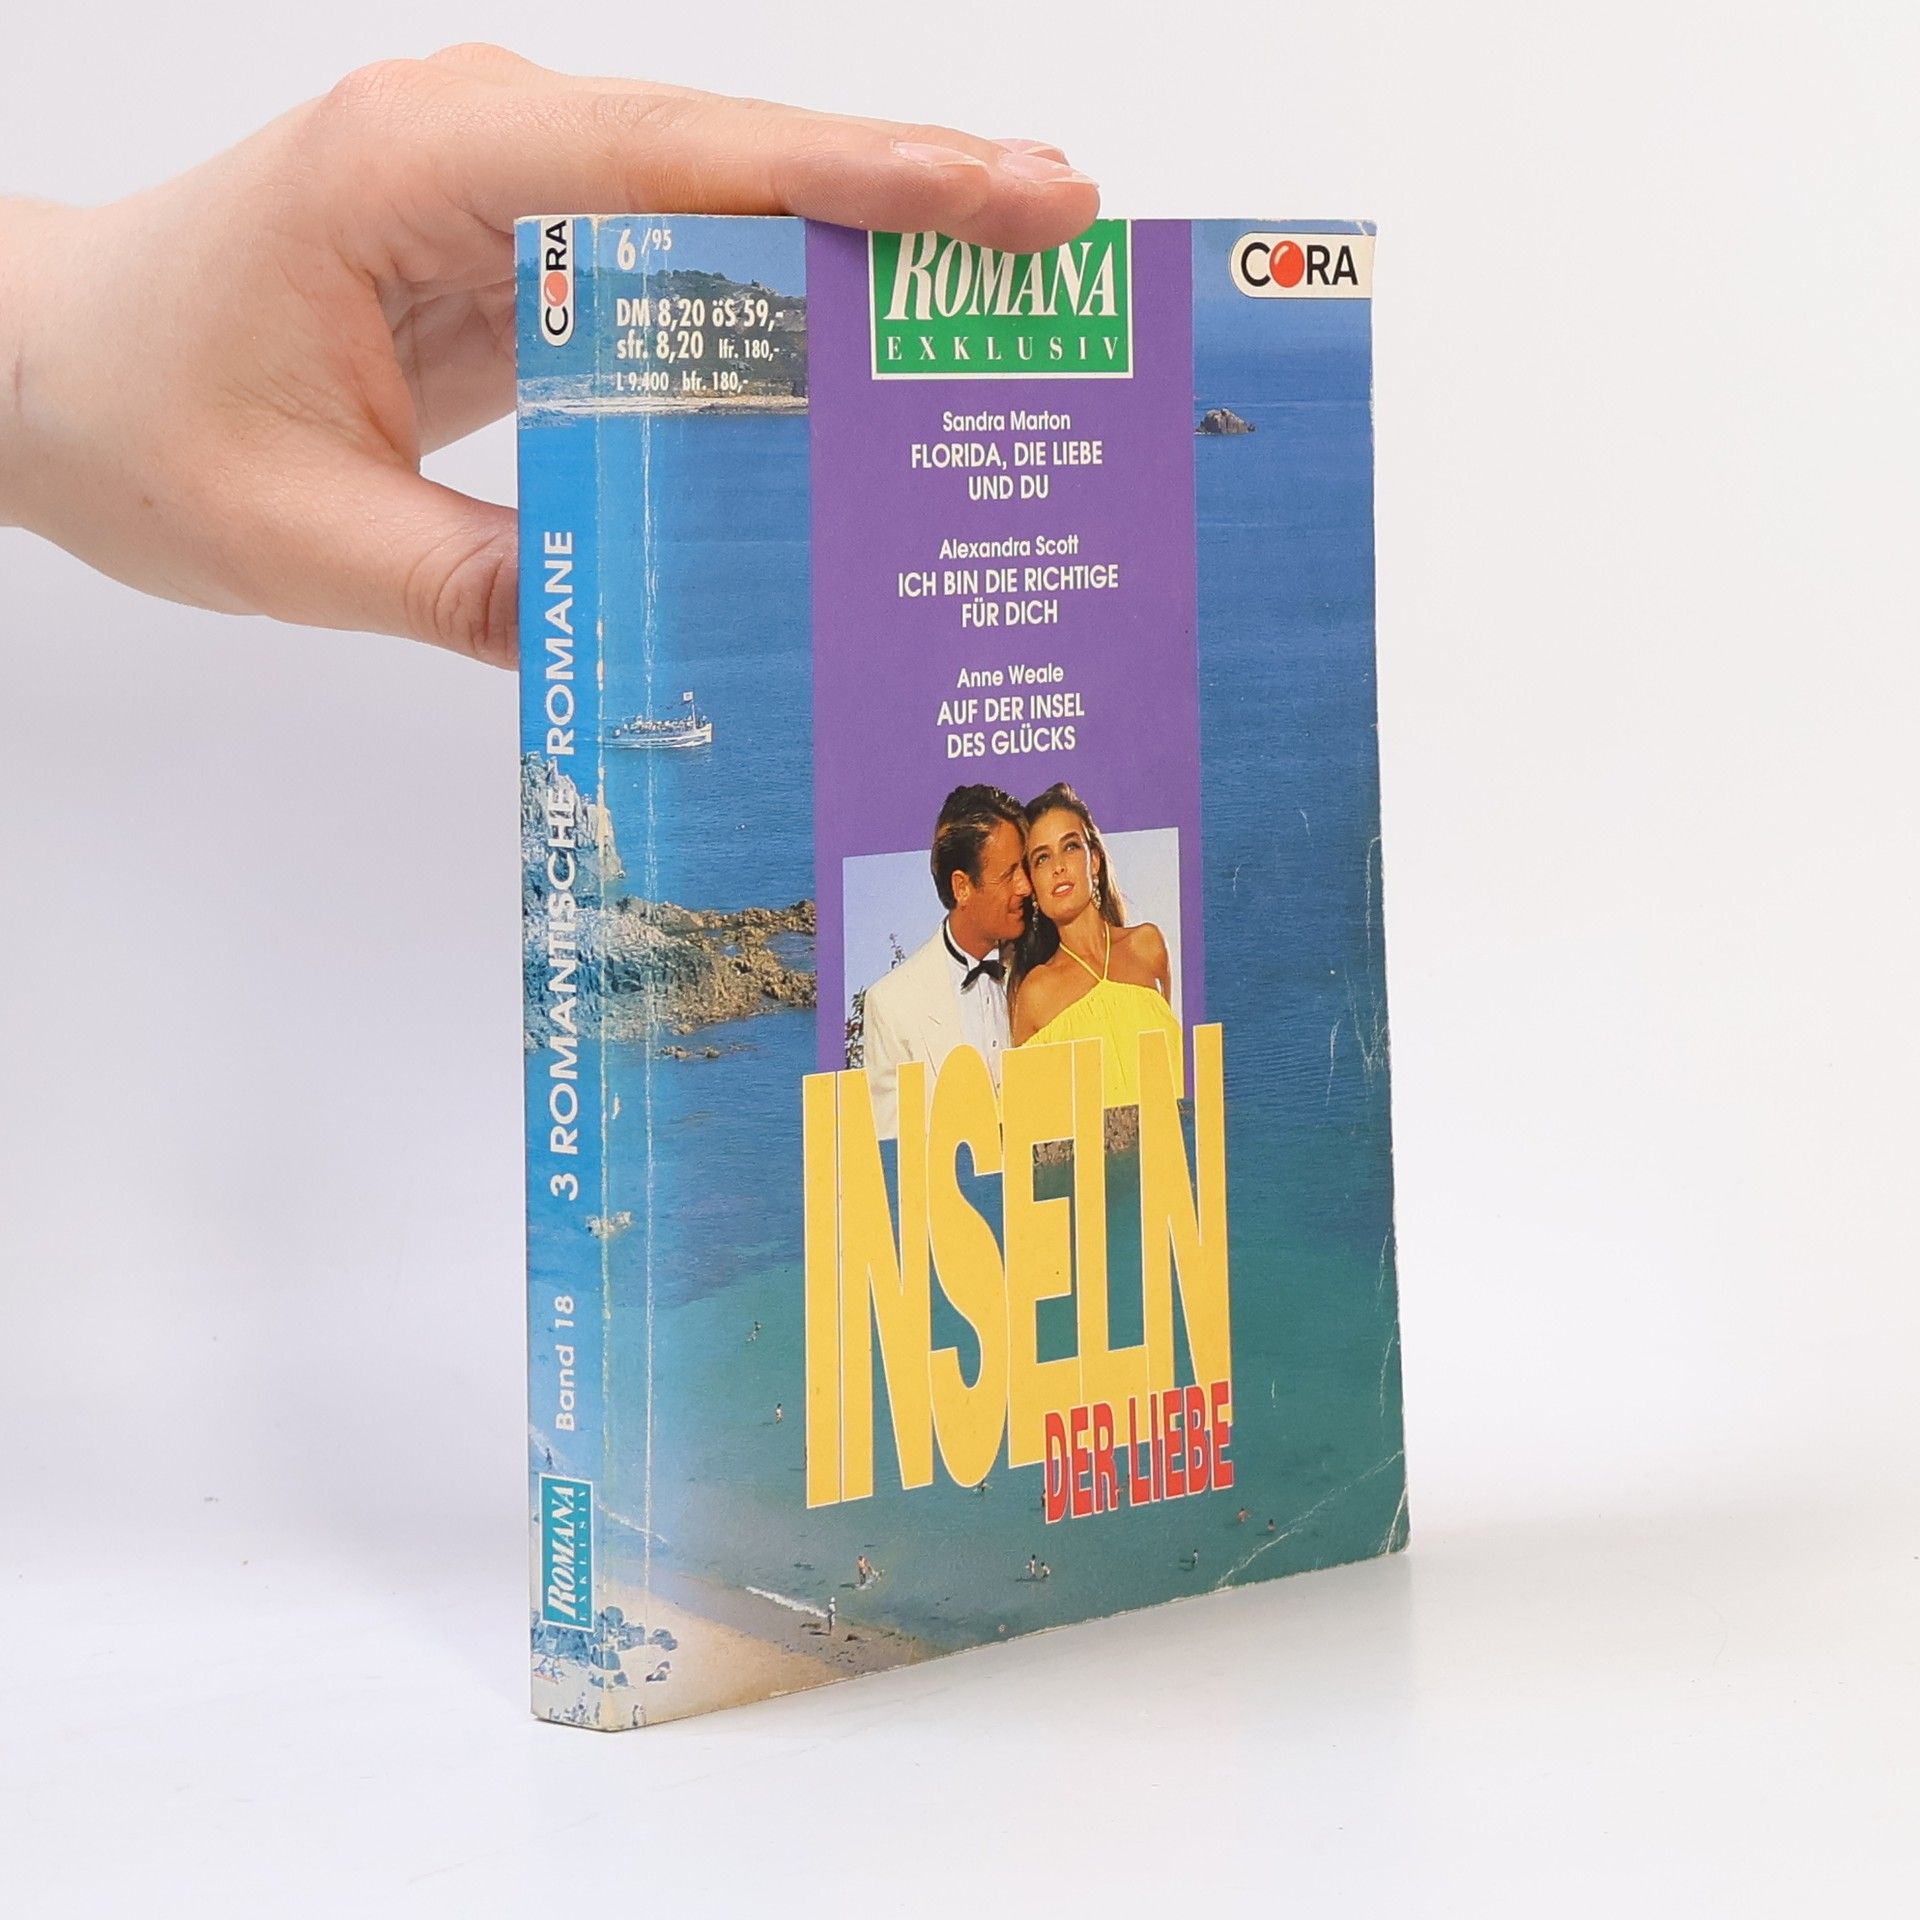 CORA
3 ROMANTISCHE ROMANE
Band 18
ROMANA
EXKLUSIV
6/95
DM 8,20 öS 59,-
sfr. 8,20 lfr. 180,-
L 9.400 bfr. 180,-
ROMANA
EXKLUSIV
CORA
Sandra Marton
FLORIDA, DIE LIEBE
UND DU
Alexandra Scott
ICH BIN DIE RICHTIGE
FÜR DICH
Anne Weale
AUF DER INSEL
DES GLÜCKS
INSELN
DER LIEBE